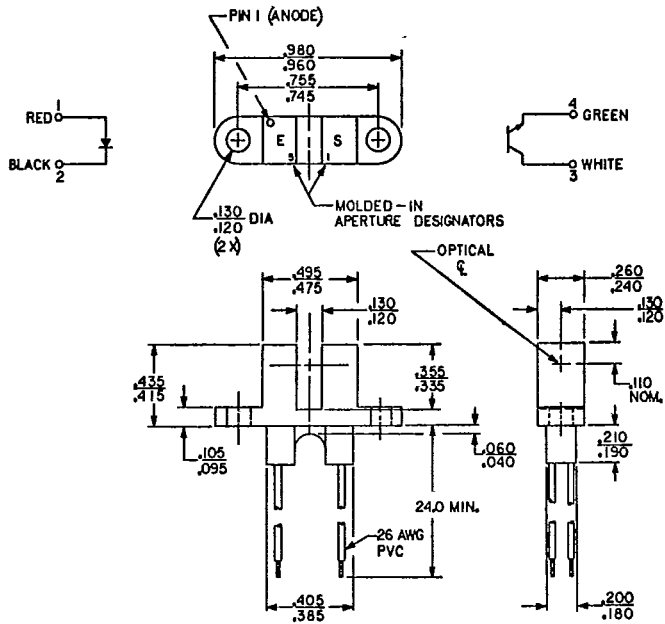 PIN 1 (ANODE)
.980
.960
.755
.745
1
RED
BLACK
2
E
S
5
1
4
GREEN
WHITE
3
.130
.120
DIA
(2X)
MOLDED-IN
APERTURE DESIGNATORS
OPTICAL
℄
.495
.475
.130
.120
.260
.240
.130
.120
.435
.415
.355
.335
.110
NOM.
.105
.095
.060
.040
.210
.190
24.0 MIN.
26 AWG
PVC
.405
.385
.200
.180